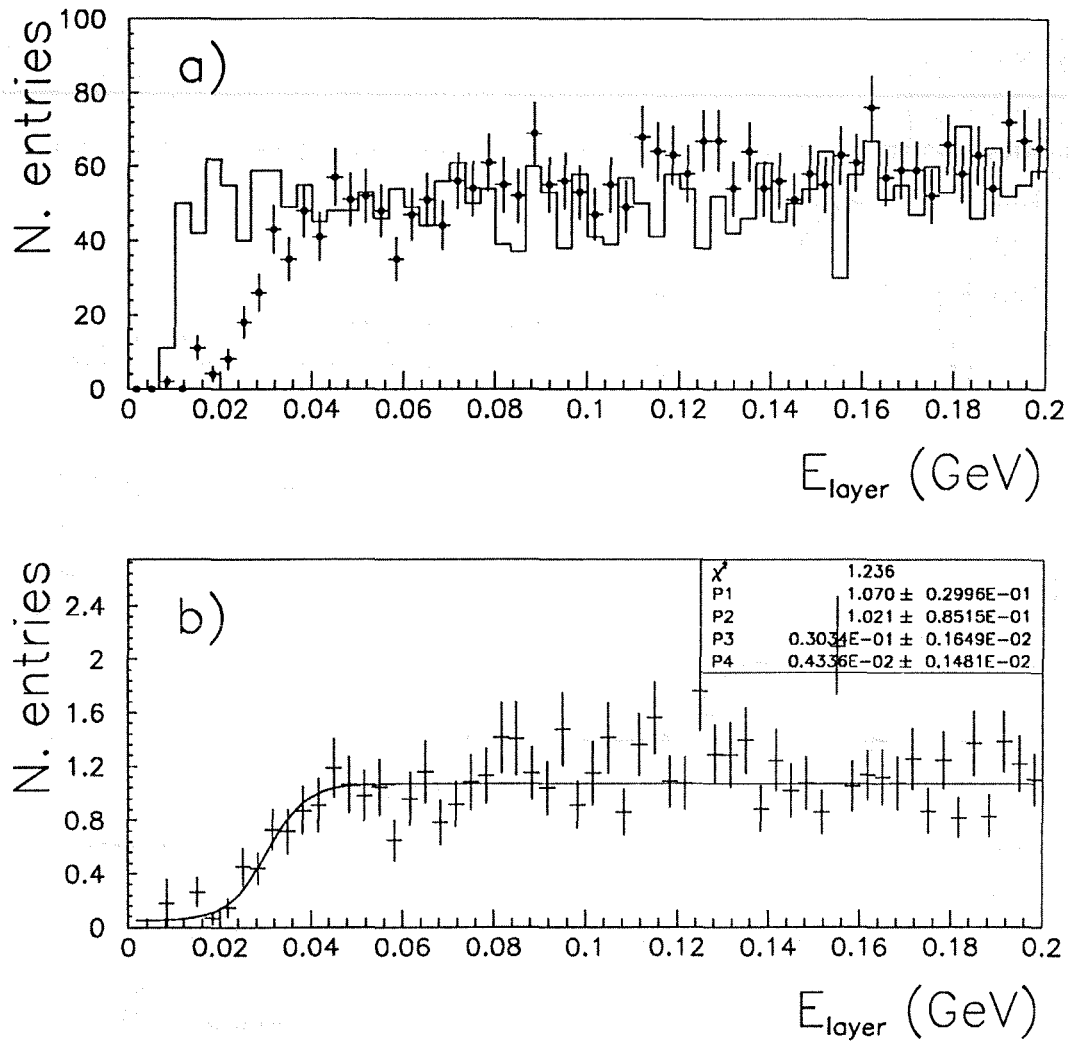 N. entries
a)
100
80
60
40
20
0
0 0.02 0.04 0.06 0.08 0.1 0.12 0.14 0.16 0.18 0.2
E_layer (GeV)
N. entries
b)
χ² 1.236
P1 1.070 ± 0.2996E-01
P2 1.021 ± 0.8515E-01
P3 0.3034E-01 ± 0.1649E-02
P4 0.4336E-02 ± 0.1481E-02
2.4
2
1.6
1.2
0.8
0.4
0
0 0.02 0.04 0.06 0.08 0.1 0.12 0.14 0.16 0.18 0.2
E_layer (GeV)